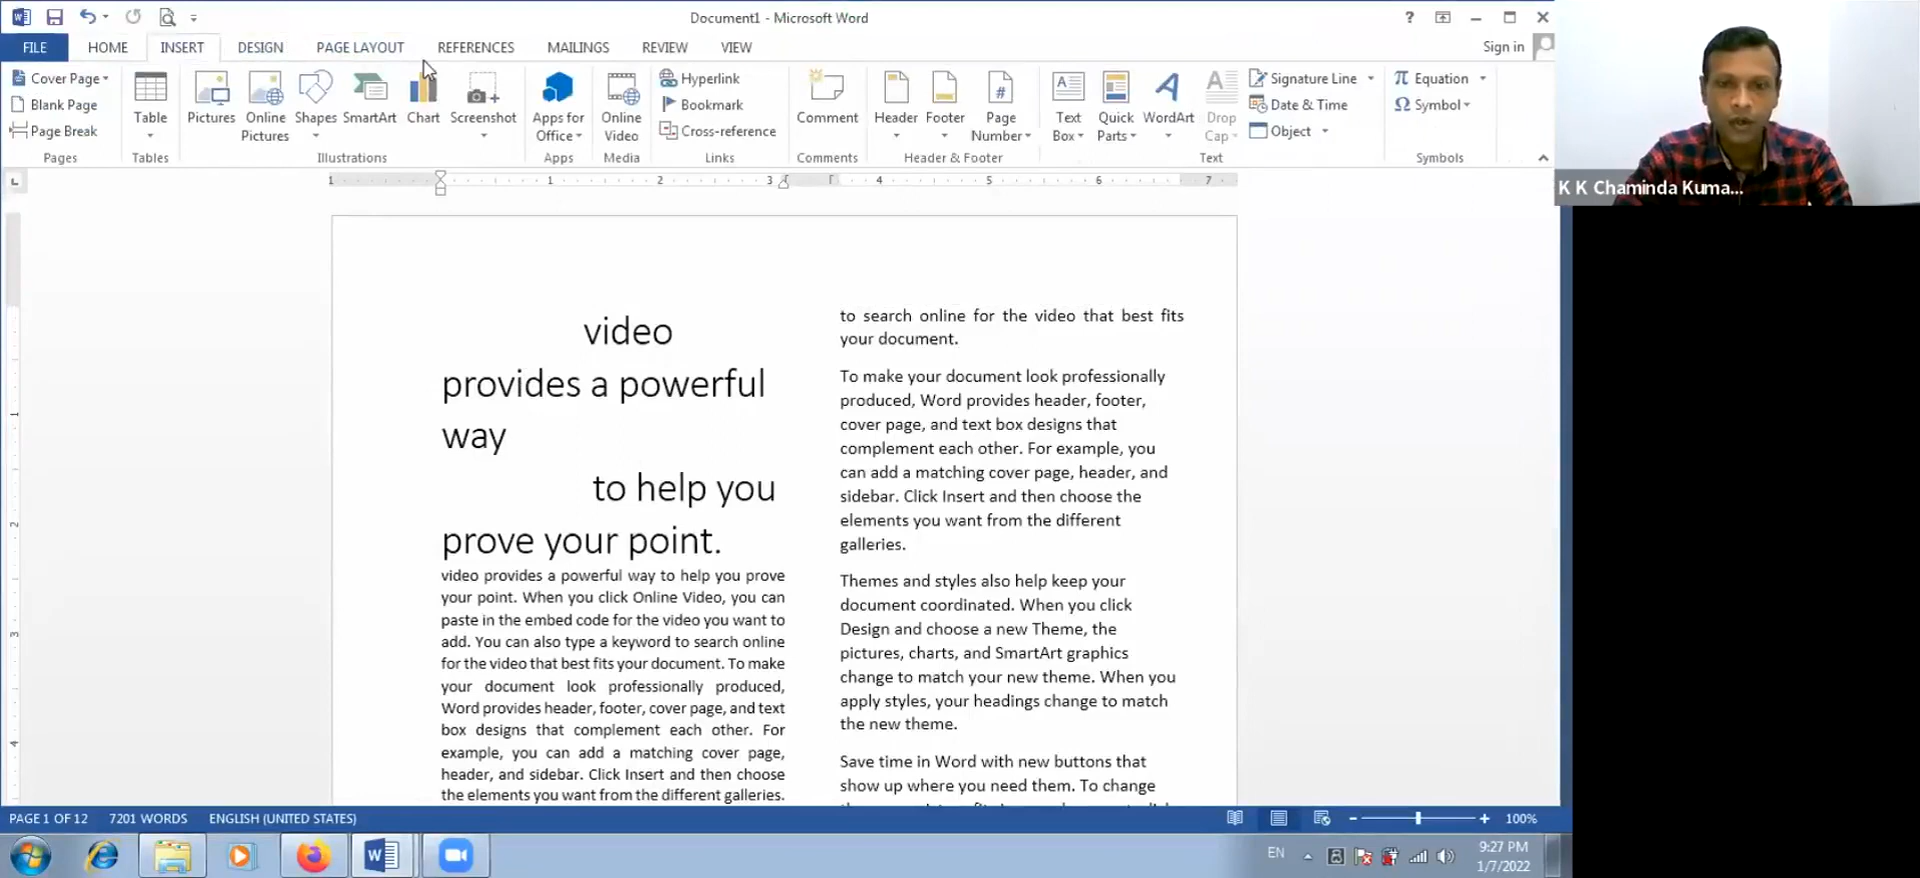 Document1 - Microsoft Word
?
FILE HOME INSERT DESIGN PAGE LAYOUT REFERENCES MAILINGS REVIEW VIEW Sign in
Cover Page
Blank Page
Page Break
Pages
Table
Tables
Pictures
Online Pictures
Shapes
SmartArt
Chart
Screenshot
Illustrations
Apps for Office
Apps
Online Video
Media
Hyperlink
Bookmark
Cross-reference
Links
Comment
Comments
Header
Footer
Page Number
Header & Footer
Text Box
Quick Parts
WordArt
Drop Cap
Signature Line
Date & Time
Object
Text
π Equation
Ω Symbol
Symbols
K K Chaminda Kuma...
1 1 2 3 4 5 6 7
1
2
3
4
video
provides a powerful
way
to help you
prove your point.
video provides a powerful way to help you prove
your point. When you click Online Video, you can
paste in the embed code for the video you want to
add. You can also type a keyword to search online
for the video that best fits your document. To make
your document look professionally produced,
Word provides header, footer, cover page, and text
box designs that complement each other. For
example, you can add a matching cover page,
header, and sidebar. Click Insert and then choose
the elements you want from the different galleries.
to search online for the video that best fits
your document.
To make your document look professionally
produced, Word provides header, footer,
cover page, and text box designs that
complement each other. For example, you
can add a matching cover page, header, and
sidebar. Click Insert and then choose the
elements you want from the different
galleries.
Themes and styles also help keep your
document coordinated. When you click
Design and choose a new Theme, the
pictures, charts, and SmartArt graphics
change to match your new theme. When you
apply styles, your headings change to match
the new theme.
Save time in Word with new buttons that
show up where you need them. To change
PAGE 1 OF 12 7201 WORDS ENGLISH (UNITED STATES) 100%
EN
9:27 PM
1/7/2022